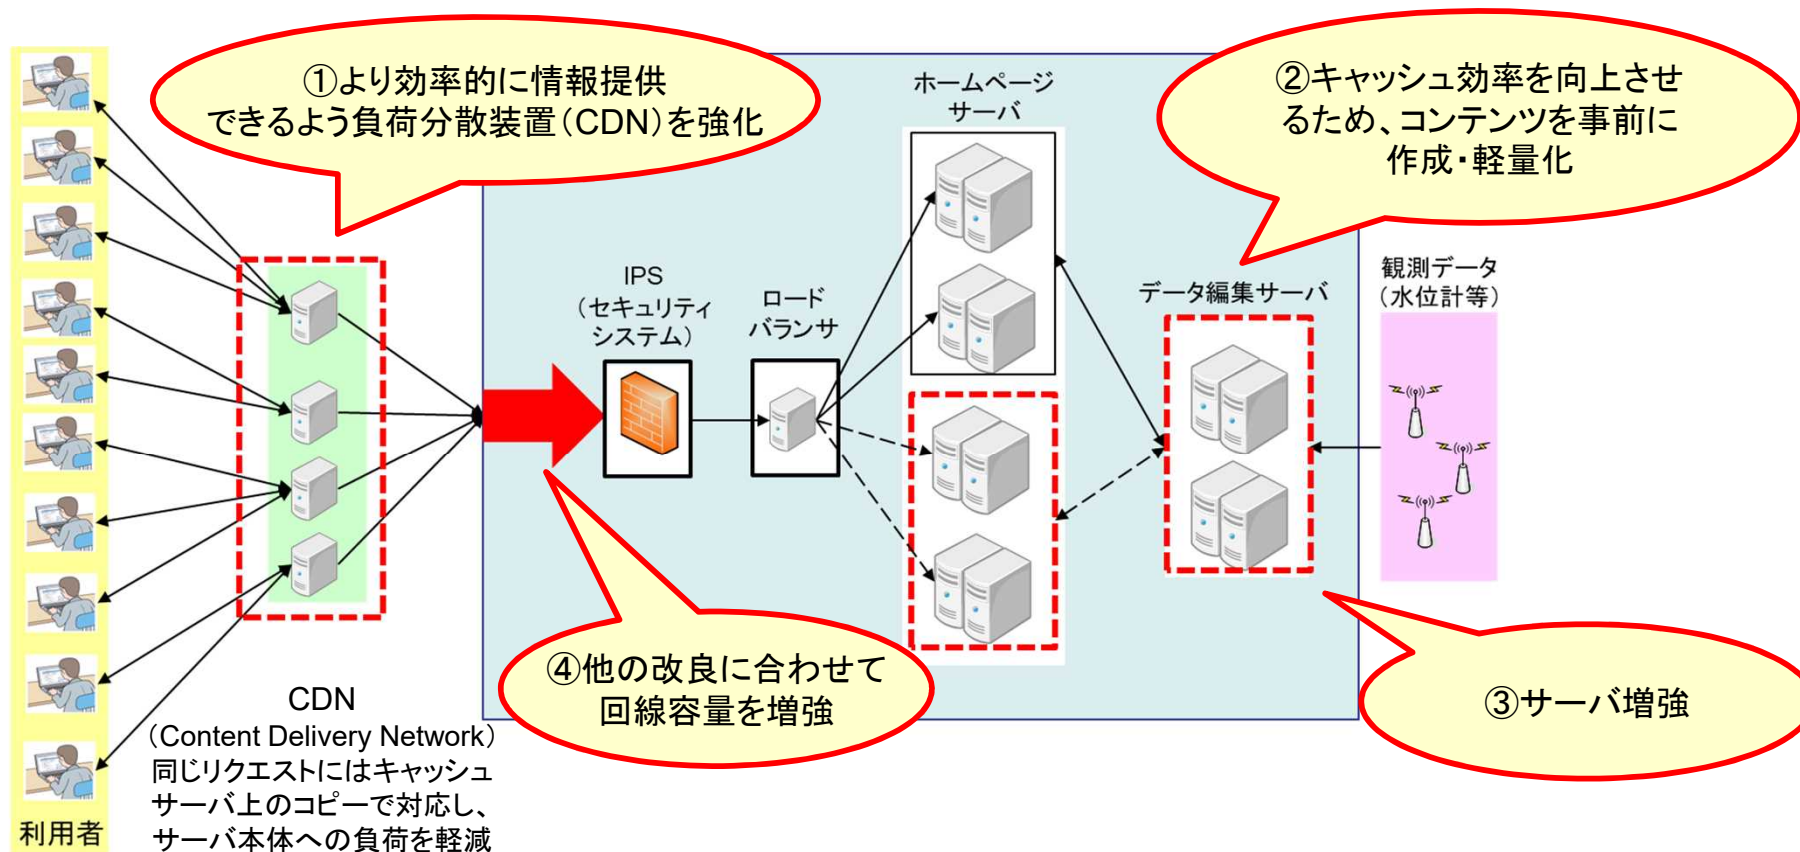 ①より効率的に情報提供
できるよう負荷分散装置（CDN）を強化
ホームページ
サーバ
②キャッシュ効率を向上させ
るため、コンテンツを事前に
作成・軽量化
IPS
（セキュリティ
システム）
ロード
バランサ
データ編集サーバ
観測データ
（水位計等）
④他の改良に合わせて
回線容量を増強
③サーバ増強
CDN
（Content Delivery Network）
同じリクエストにはキャッシュ
サーバ上のコピーで対応し、
サーバ本体への負荷を軽減
利用者